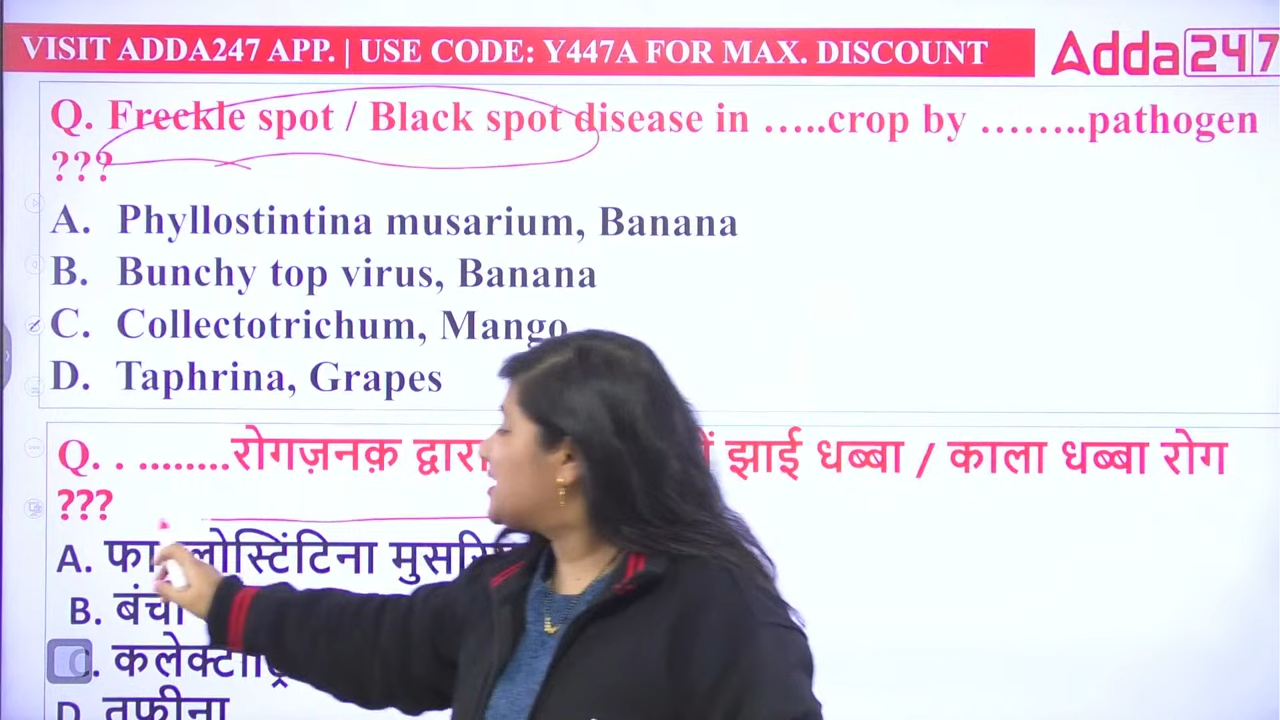 VISIT ADDA247 APP. | USE CODE: Y447A FOR MAX. DISCOUNT
Adda247
Q. Freckle spot / Black spot disease in …..crop by ……..pathogen
???
A. Phyllostintina musarium, Banana
B. Bunchy top virus, Banana
C. Collectotrichum, Mango
D. Taphrina, Grapes
Q. . ........रोगज़नक़ द्वारा झाई धब्बा / काला धब्बा रोग
???
A.
B. बंची
C.
D. तफ़रीना